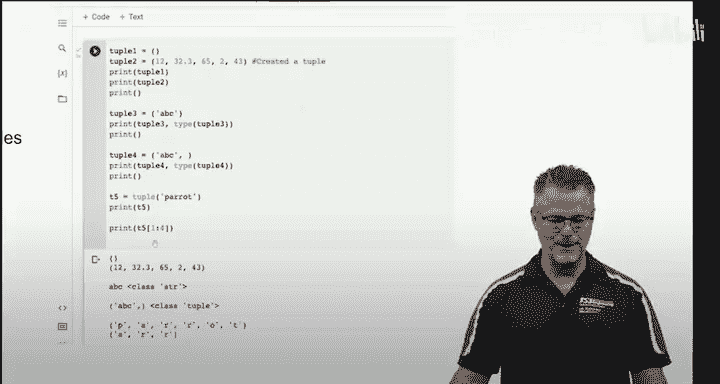 + Code + Text
es
tuple1 = ()
tuple2 = (12, 32.3, 65, 2, 43) #Created a tuple
print(tuple1)
print(tuple2)
print()
tuple3 = ('abc')
print(tuple3, type(tuple3))
print()
tuple4 = ('abc', )
print(tuple4, type(tuple4))
print()
t5 = tuple('parrot')
print(t5)
print(t5[1:4])
()
(12, 32.3, 65, 2, 43)
abc <class 'str'>
('abc',) <class 'tuple'>
('p', 'a', 'r', 'r', 'o', 't')
('a', 'r', 'r')